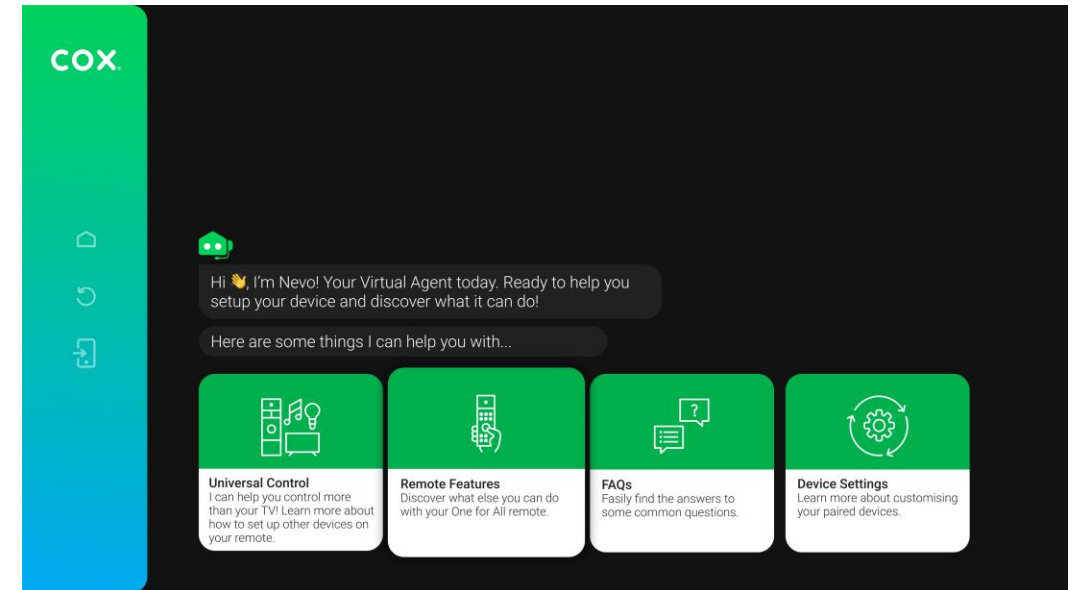 COX.
Hi 👋, I'm Nevo! Your Virtual Agent today. Ready to help you
setup your device and discover what it can do!
Here are some things I can help you with...
?
Universal Control
I can help you control more
than your TV! Learn more about
how to set up other devices on
your remote.
Remote Features
Discover what else you can do
with your One for All remote.
FAQs
Easily find the answers to
some common questions.
Device Settings
Learn more about customising
your paired devices.